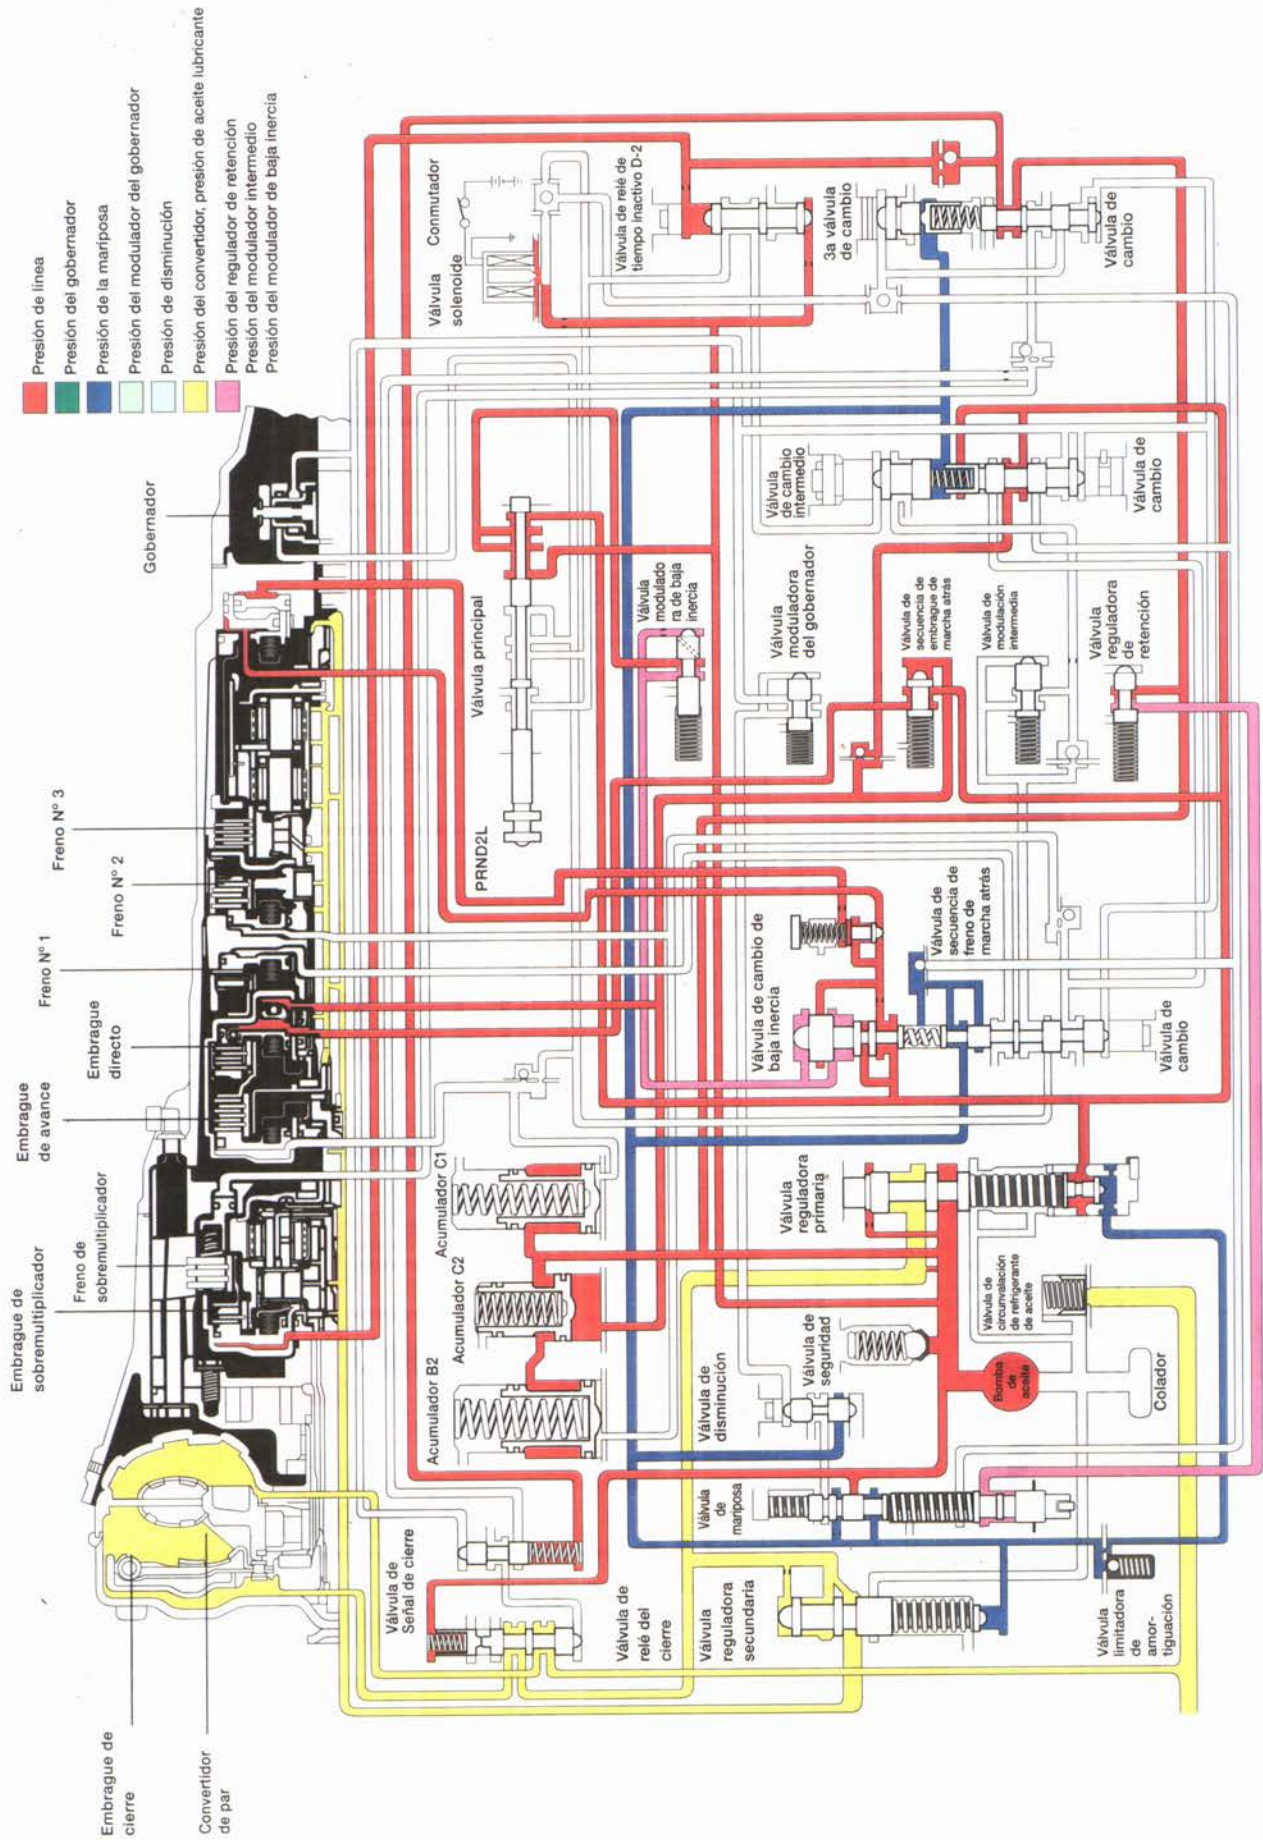 Presión de línea
Presión del gobernador
Presión de la mariposa
Presión del modulador del gobernador
Presión de disminución
Presión del convertidor, presión de aceite lubricante
Presión del regulador de retención
Presión del modulador intermedio
Presión del modulador de baja inercia
Embrague de
cierre
Convertidor
de par
Embrague de
sobremultiplicador
Freno de
sobremultiplicador
Embrague
de avance
Embrague
directo
Freno Nº 1
Freno Nº 2
Freno Nº 3
Gobernador
Válvula de
Señal de cierre
Acumulador B2
Acumulador C2
Acumulador C1
PRND2L
Válvula principal
Válvula
solenoide
Conmutador
Válvula de
relé del
cierre
Válvula
reguladora
secundaria
Válvula
de
mariposa
Válvula de
disminución
Válvula de
seguridad
Válvula
reguladora
primaria
Válvula de cambio de
baja inercia
Válvula
modulado
ra de baja
inercia
Válvula
moduladora
del gobernador
Válvula de
secuencia de
embrague de
marcha atrás
Válvula de
modulación
intermedia
Válvula
reguladora
de
retención
Válvula
de cambio
intermedio
Válvula de
cambio
Válvula de relé de
tiempo inactivo D-2
3a válvula
de cambio
Válvula de
cambio
Válvula de
secuencia de
freno de
marcha atrás
Válvula de
cambio
Válvula de
circunvalación
de refrigerante
de aceite
Bomba
de
aceite
Colador
Válvula
limitadora
de
amor-
tiguación